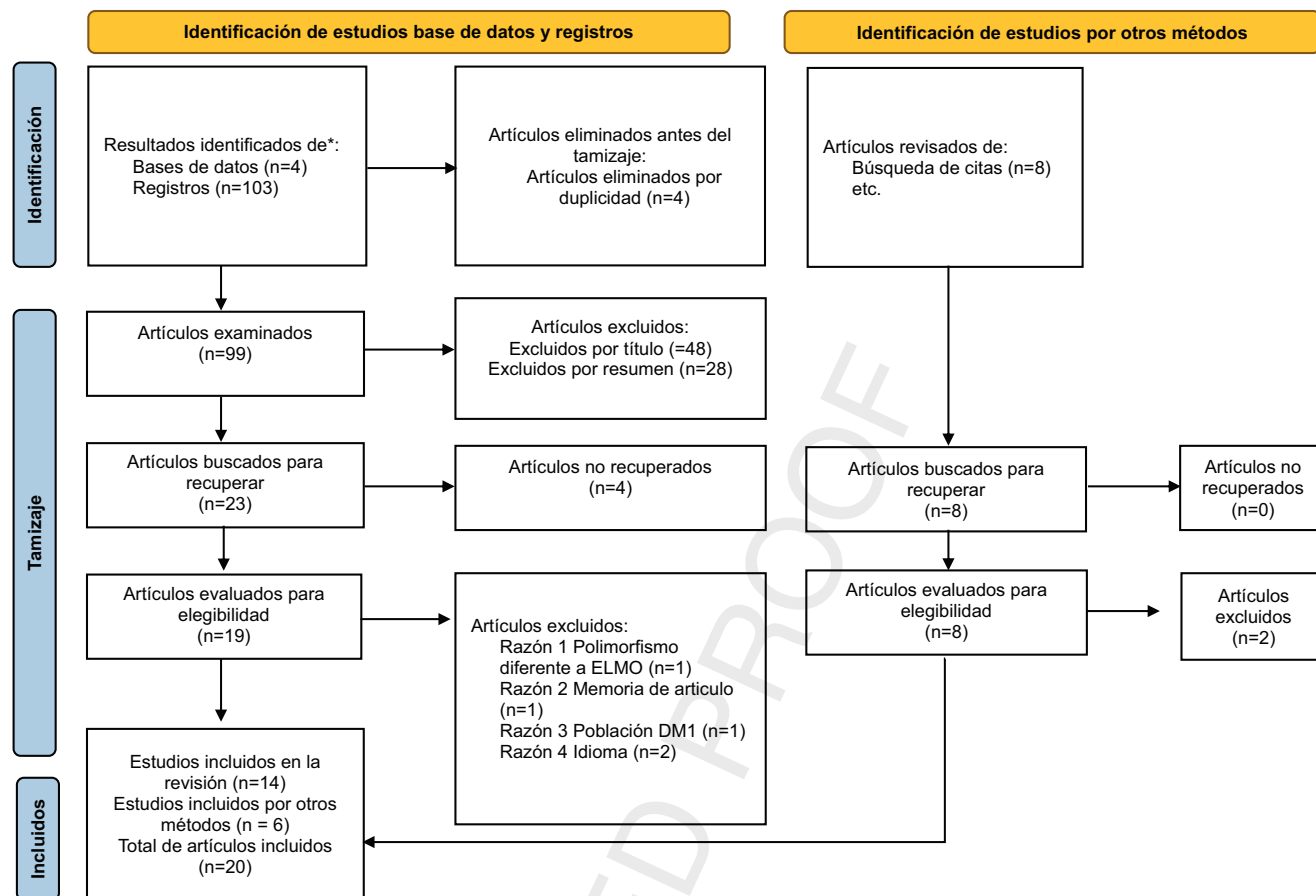 Identificación de estudios base de datos y registros
Identificación de estudios por otros métodos
Identificación
Resultados identificados de*:
Bases de datos (n=4)
Registros (n=103)
Artículos eliminados antes del
tamizaje:
Artículos eliminados por
duplicidad (n=4)
Artículos revisados de:
Búsqueda de citas (n=8)
etc.
Tamizaje
Artículos examinados
(n=99)
Artículos excluidos:
Excluidos por título (=48)
Excluidos por resumen (n=28)
Artículos buscados para
recuperar
(n=23)
Artículos no recuperados
(n=4)
Artículos buscados para
recuperar
(n=8)
Artículos no
recuperados
(n=0)
Artículos evaluados para
elegibilidad
(n=19)
Artículos excluidos:
Razón 1 Polimorfismo
diferente a ELMO (n=1)
Razón 2 Memoria de articulo
(n=1)
Razón 3 Población DM1 (n=1)
Razón 4 Idioma (n=2)
Artículos evaluados para
elegibilidad
(n=8)
Artículos
excluidos
(n=2)
Incluidos
Estudios incluidos en la
revisión (n=14)
Estudios incluidos por otros
métodos (n = 6)
Total de artículos incluidos
(n=20)
ED PROOF